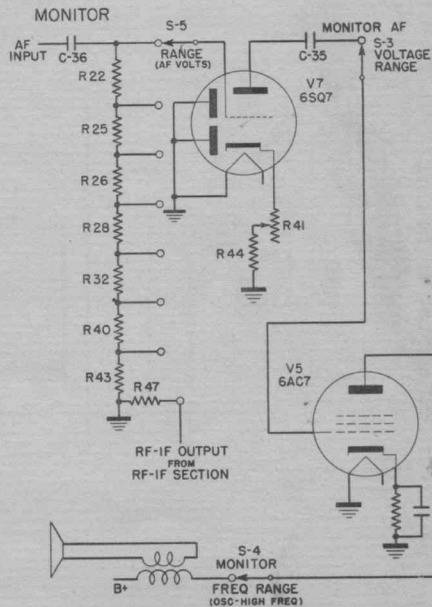 MONITOR
AF
INPUT
C-36
S-5
RANGE
(AF VOLTS)
C-35
MONITOR AF
S-3
VOLTAGE
RANGE
V7
6SQ7
R22
R25
R26
R28
R32
R40
R43
R47
R41
R44
RF-IF OUTPUT
FROM
RF-IF SECTION
V5
6AC7
B+
S-4
MONITOR
FREQ RANGE
(OSC-HIGH FREQ)